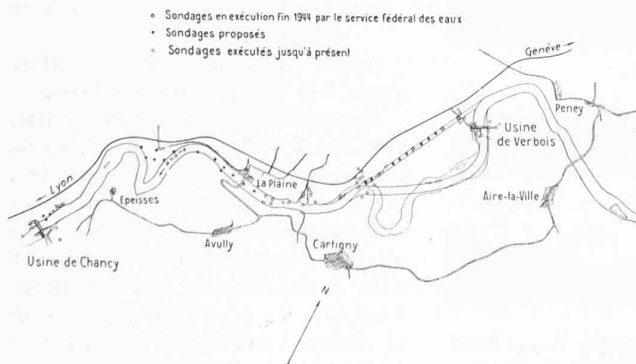 Sondages en exécution fin 1944 par le service fédéral des eaux
Sondages proposés
Sondages exécutés jusqu'à présent
Genève
Peney
Usine
de Verbois
Lyon
La Plaine
Epeisses
Aire-la-Ville
Avully
Cartigny
Usine de Chancy
N